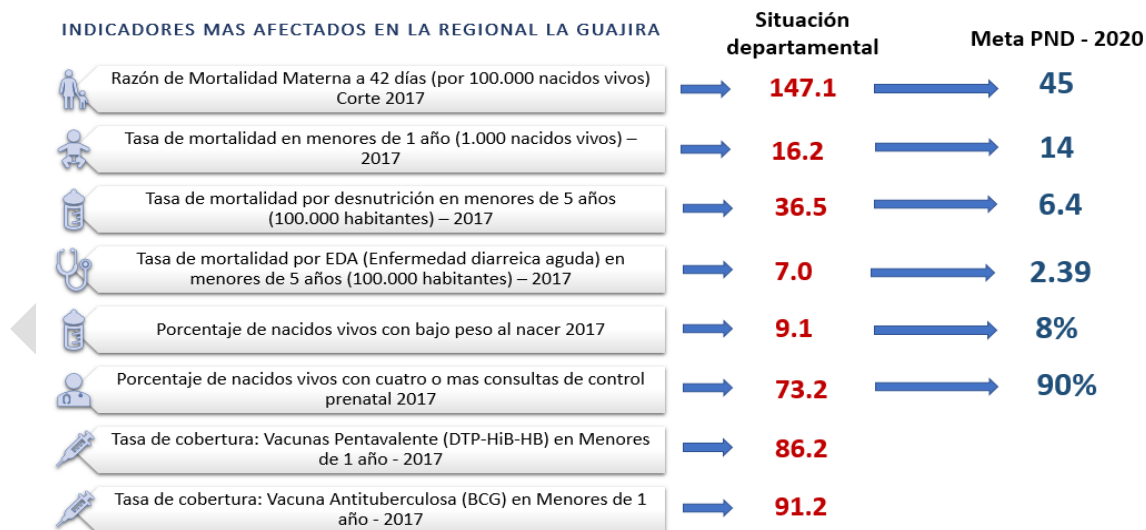 INDICADORES MAS AFECTADOS EN LA REGIONAL LA GUAJIRA
Situación
departamental
Meta PND - 2020
Razón de Mortalidad Materna a 42 días (por 100.000 nacidos vivos)
Corte 2017
147.1
45
Tasa de mortalidad en menores de 1 año (1.000 nacidos vivos) –
2017
16.2
14
Tasa de mortalidad por desnutrición en menores de 5 años
(100.000 habitantes) – 2017
36.5
6.4
Tasa de mortalidad por EDA (Enfermedad diarreica aguda) en
menores de 5 años (100.000 habitantes) – 2017
7.0
2.39
Porcentaje de nacidos vivos con bajo peso al nacer 2017
9.1
8%
Porcentaje de nacidos vivos con cuatro o mas consultas de control
prenatal 2017
73.2
90%
Tasa de cobertura: Vacunas Pentavalente (DTP-HiB-HB) en Menores
de 1 año - 2017
86.2
Tasa de cobertura: Vacuna Antituberculosa (BCG) en Menores de 1
año - 2017
91.2